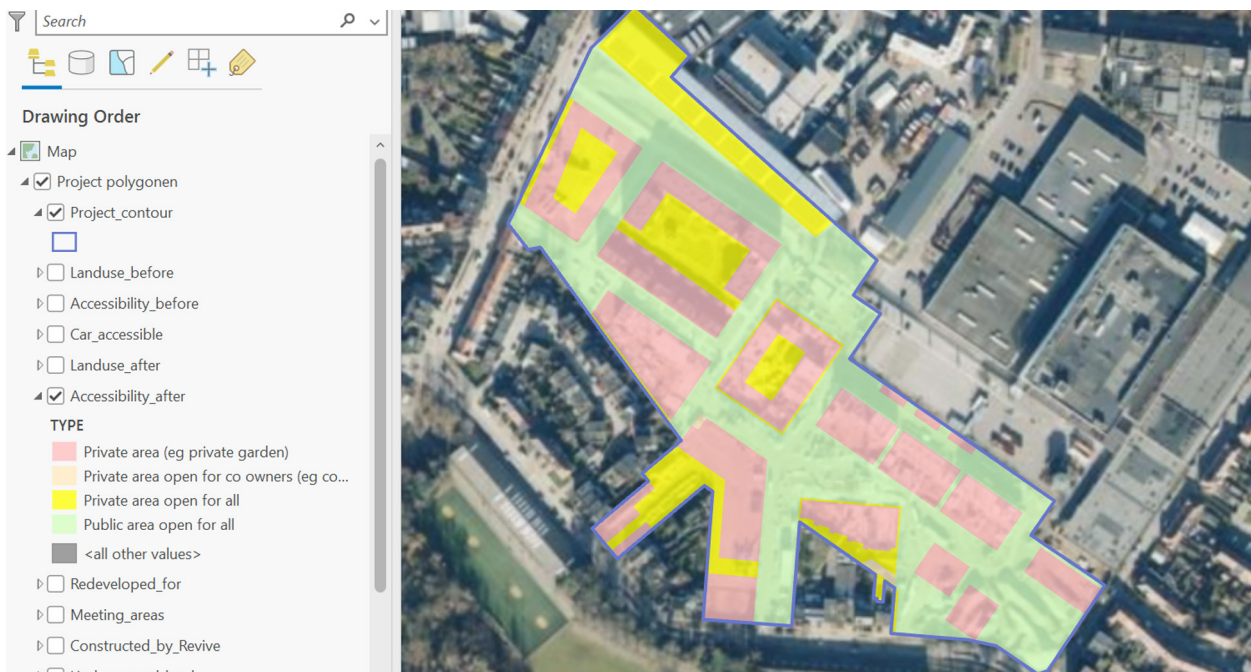 Search
Drawing Order
Map
Project polygonen
Project_contour
Landuse_before
Accessibility_before
Car_accessible
Landuse_after
Accessibility_after
TYPE
Private area (eg private garden)
Private area open for co owners (eg co...
Private area open for all
Public area open for all
<all other values>
Redeveloped_for
Meeting_areas
Constructed_by_Revive